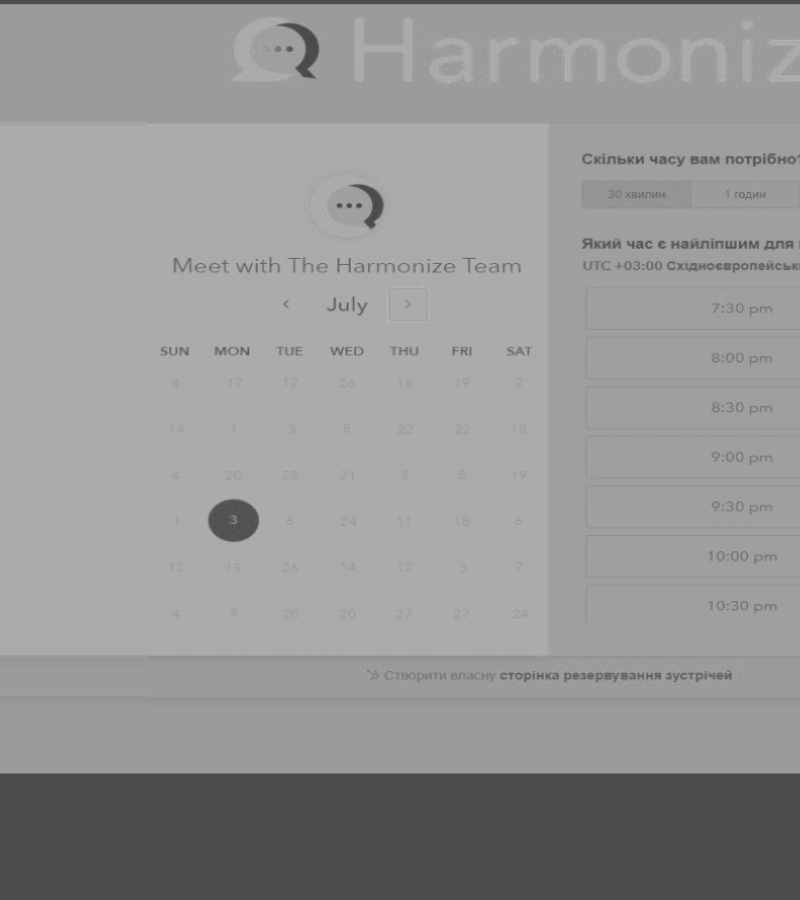 Harmoniz
Meet with The Harmonize Team
July
SUN MON TUE WED THU FRI SAT
4 17 12 26 18 19 2
14 1 3 5 22 22 18
4 20 28 21 8 8 19
1 3 6 24 11 18 6
12 19 26 14 12 3 7
4 9 20 20 27 27 24
Скільки часу вам потрібно?
30 хвилин 1 годин
Який час є найліпшим для
UTC +03:00 Східноєвропейськ
7:30 pm
8:00 pm
8:30 pm
9:00 pm
9:30 pm
10:00 pm
10:30 pm
Створити власну сторінка резервування зустрічей